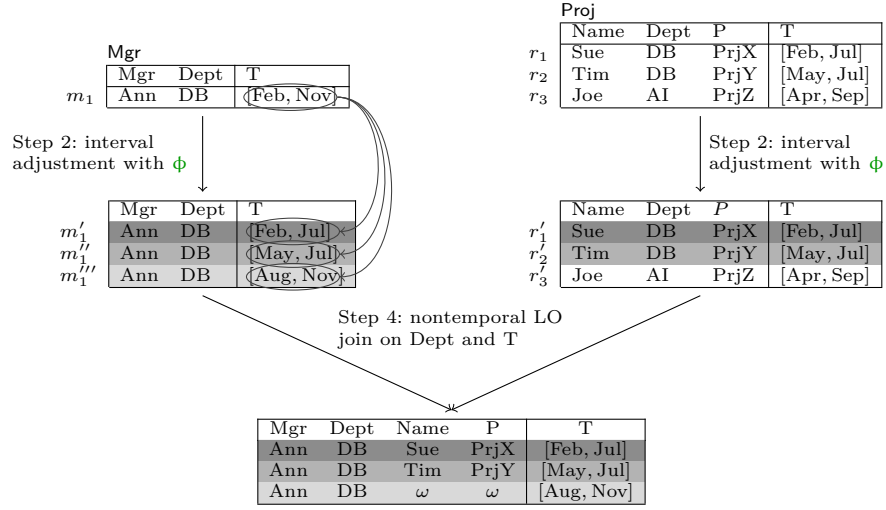 Mgr
Mgr Dept T
m₁ Ann DB [Feb, Nov]
Proj
Name Dept P T
r₁ Sue DB PrjX [Feb, Jul]
r₂ Tim DB PrjY [May, Jul]
r₃ Joe AI PrjZ [Apr, Sep]
Step 2: interval
adjustment with ϕ
Step 2: interval
adjustment with ϕ
Mgr Dept T
m₁′ Ann DB [Feb, Jul]
m₁″ Ann DB [May, Jul]
m₁‴ Ann DB [Aug, Nov]
Name Dept P T
r₁′ Sue DB PrjX [Feb, Jul]
r₂′ Tim DB PrjY [May, Jul]
r₃′ Joe AI PrjZ [Apr, Sep]
Step 4: nontemporal LO
join on Dept and T
Mgr Dept Name P T
Ann DB Sue PrjX [Feb, Jul]
Ann DB Tim PrjY [May, Jul]
Ann DB ω ω [Aug, Nov]